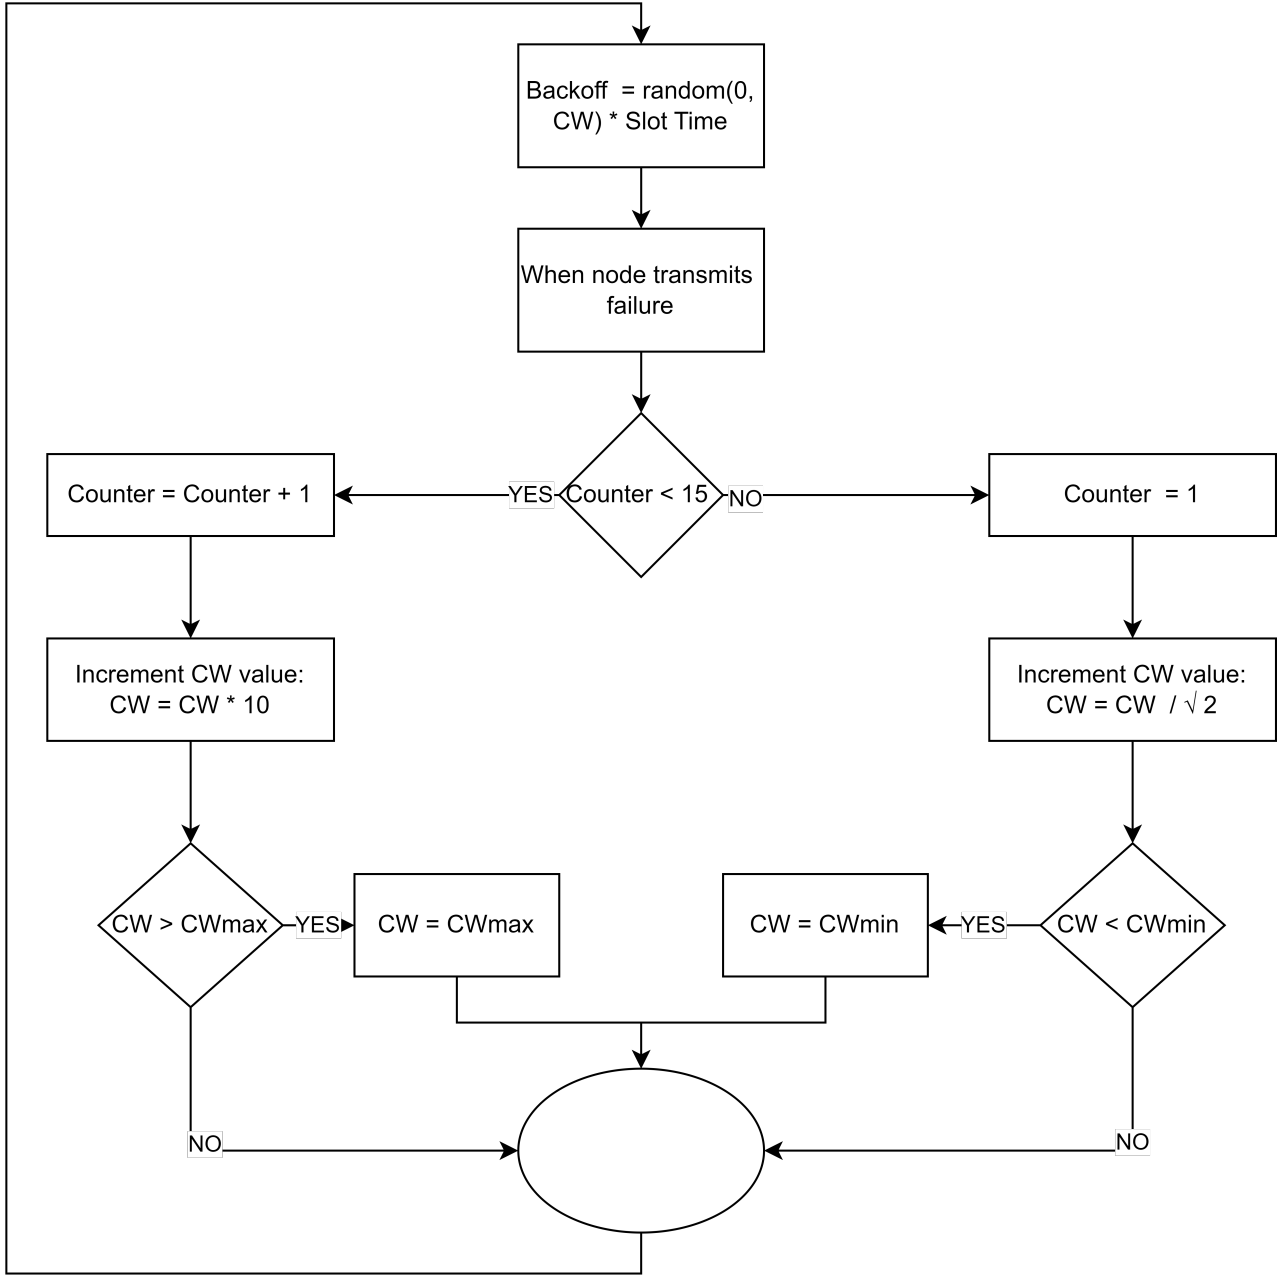 Backoff  = random(0,
CW) * Slot Time
When node transmits
failure
Counter < 15
YES
NO
Counter = Counter + 1
Counter  = 1
Increment CW value:
CW = CW * 10
Increment CW value:
CW = CW  / √ 2
CW > CWmax
YES
CW = CWmax
CW = CWmin
YES
CW < CWmin
NO
NO